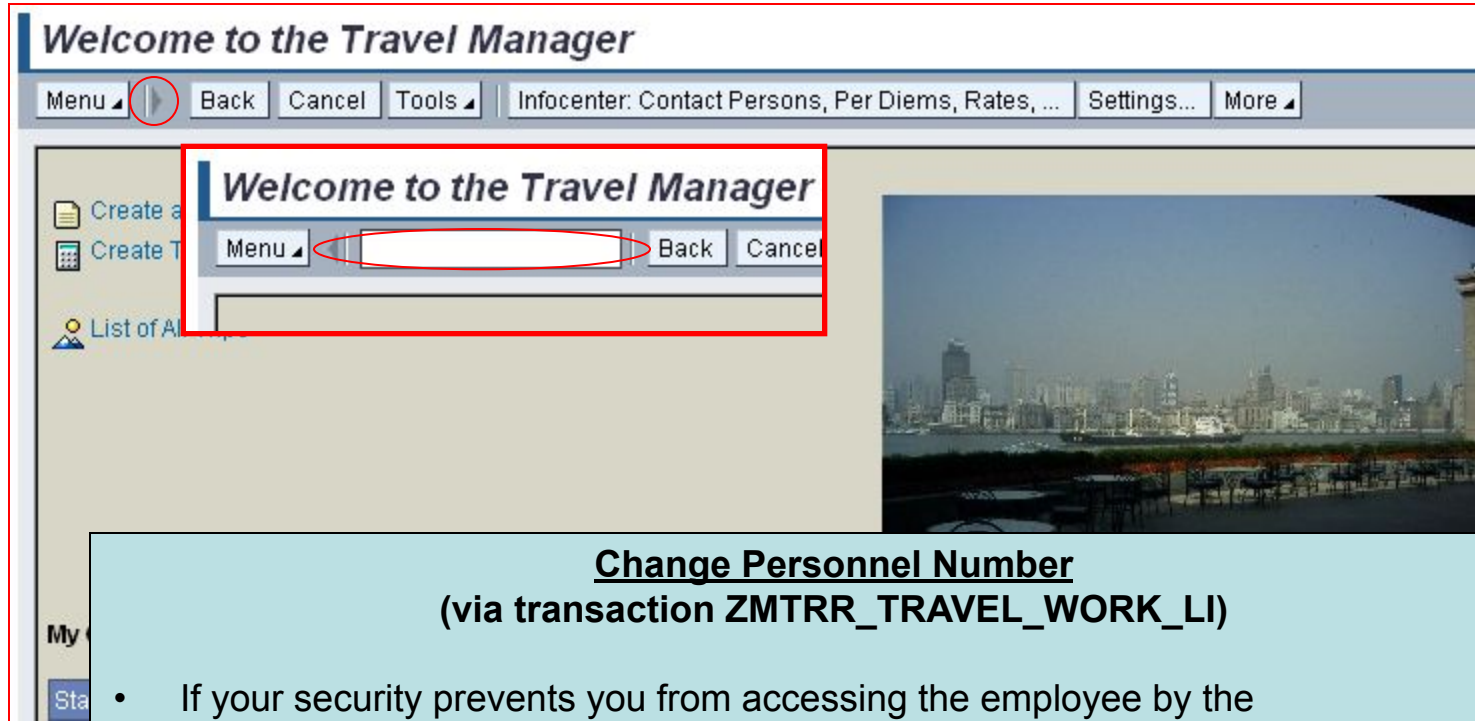 Welcome to the Travel Manager
Menu Back Cancel Tools Infocenter: Contact Persons, Per Diems, Rates, ... Settings... More
Welcome to the Travel Manager
Menu Back Cancel
Create a
Create T
List of Al
My
Sta
Change Personnel Number
(via transaction ZMTRR_TRAVEL_WORK_LI)
• If your security prevents you from accessing the employee by the